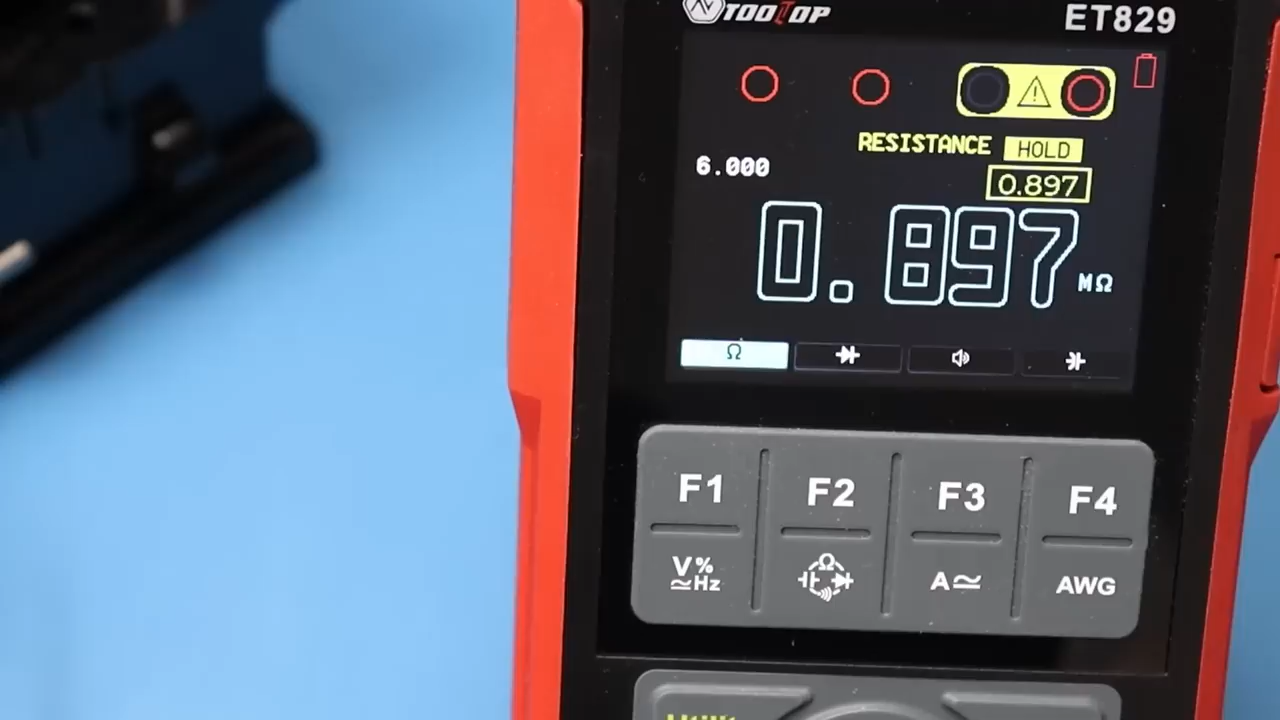 TOOLTOP ET829
RESISTANCE HOLD
6.000 0.897
0.897 MΩ
Ω
F1 F2 F3 F4
V% ≃Hz Ω A≃ AWG